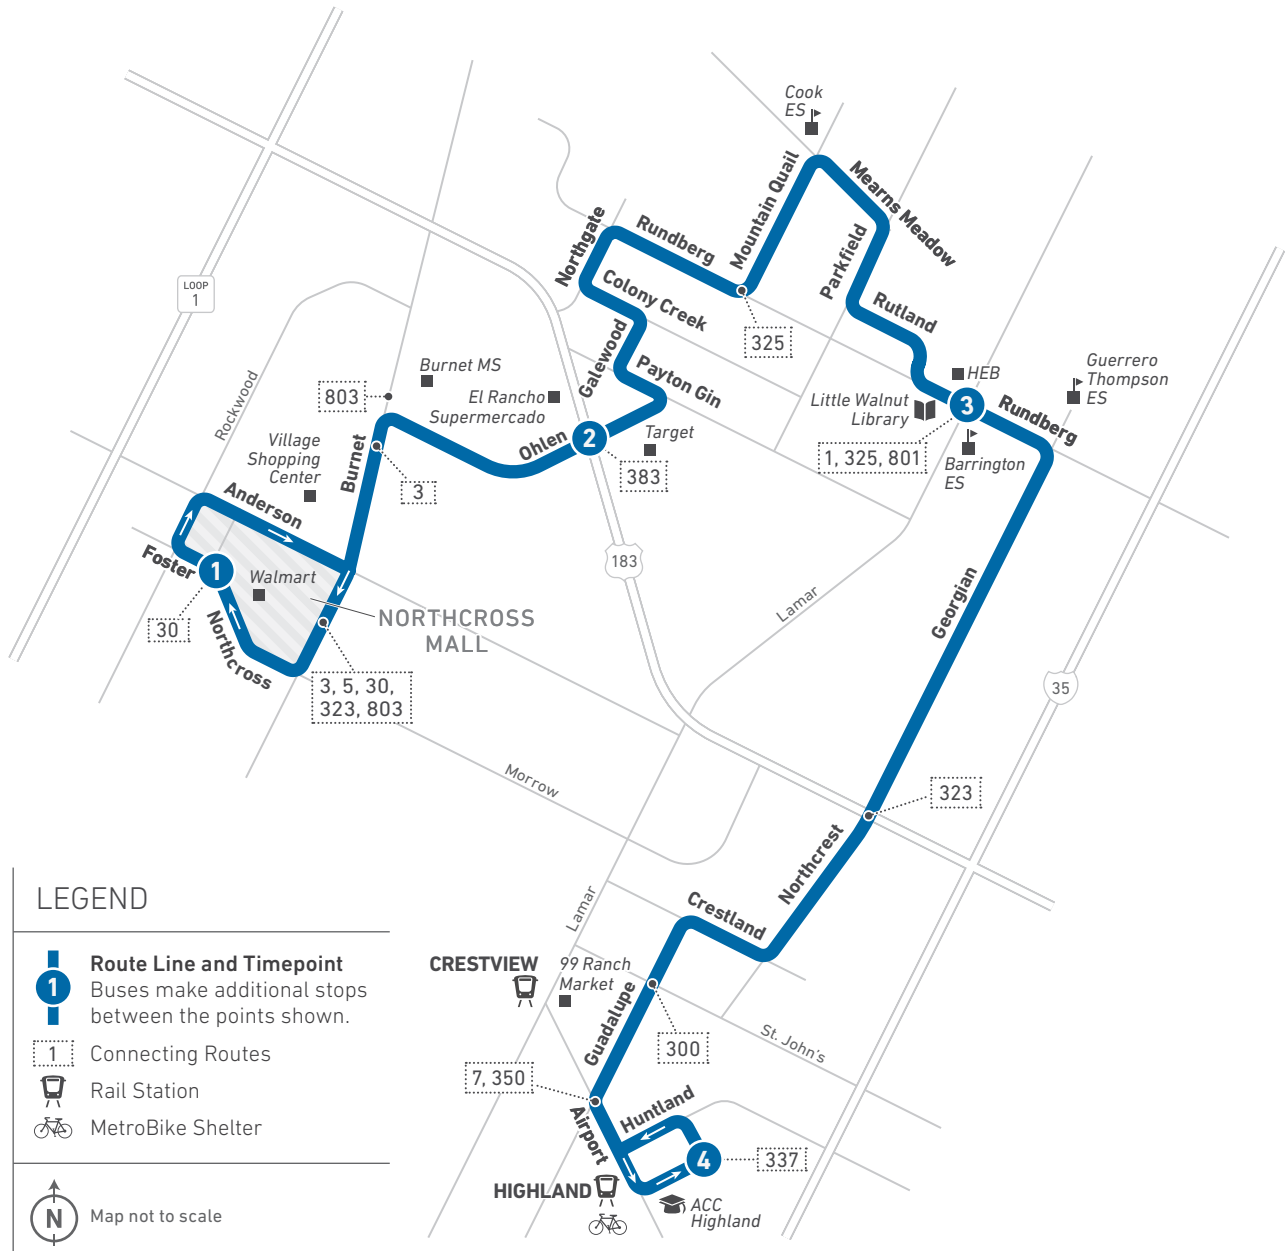 Cook
ES
Mountain Quail
Mearns Meadow
Northgate
Rundberg
Parkfield
LOOP
1
Colony Creek
Rutland
325
Galewood
Burnet MS
Payton Gin
HEB
Guerrero
Thompson
ES
Rockwood
803
El Rancho
Supermercado
Little Walnut
Library
3
Rundberg
Village
Shopping
Center
Burnet
Ohlen
2
Target
1, 325, 801
Barrington
ES
3
383
Anderson
Foster
1
Walmart
183
NORTHCROSS
MALL
Lamar
Georgian
30
Northcross
3, 5, 30,
323, 803
35
Morrow
323
Northcrest
LEGEND
Crestland
Lamar
Route Line and Timepoint
1
Buses make additional stops
between the points shown.
CRESTVIEW
99 Ranch
Market
Guadalupe
St. John's
300
1
Connecting Routes
7, 350
Rail Station
Huntland
Airport
MetroBike Shelter
4
337
HIGHLAND
ACC
Highland
N
Map not to scale